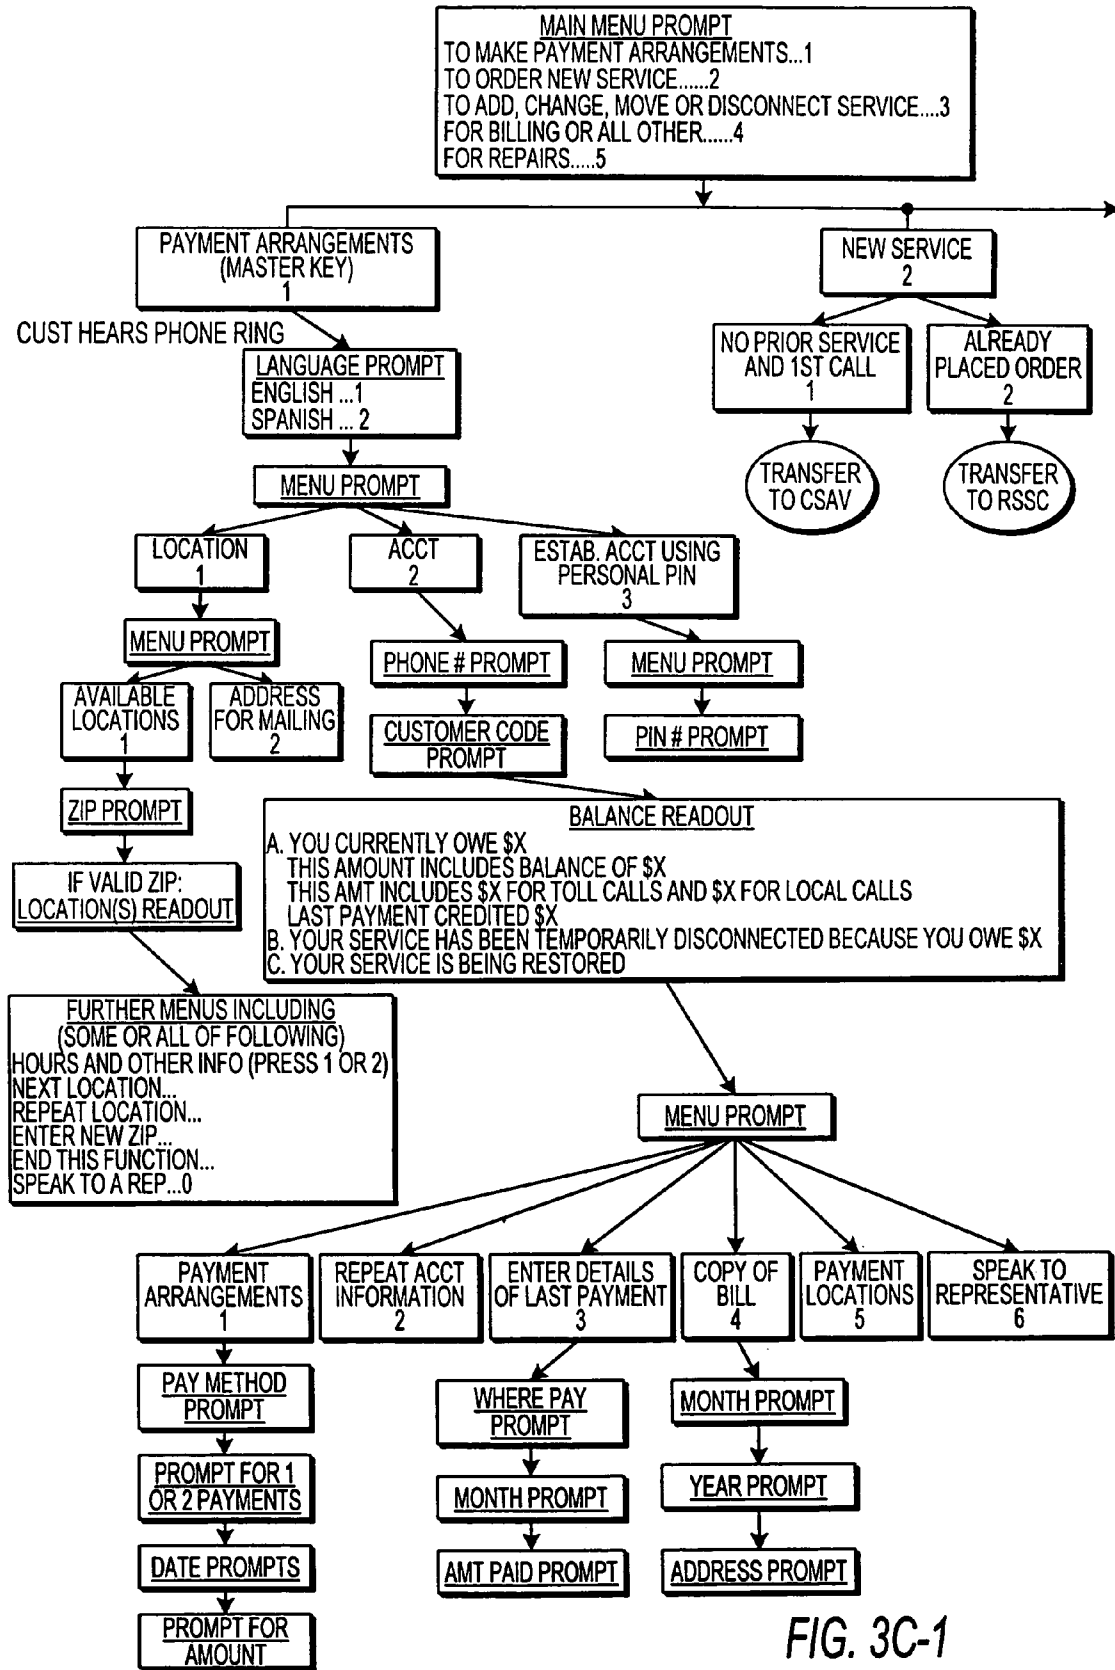 MAIN MENU PROMPT
TO MAKE PAYMENT ARRANGEMENTS...1
TO ORDER NEW SERVICE......2
TO ADD, CHANGE, MOVE OR DISCONNECT SERVICE....3
FOR BILLING OR ALL OTHER......4
FOR REPAIRS.....5
PAYMENT ARRANGEMENTS
(MASTER KEY)
1
NEW SERVICE
2
CUST HEARS PHONE RING
LANGUAGE PROMPT
ENGLISH ...1
SPANISH ... 2
NO PRIOR SERVICE
AND 1ST CALL
1
ALREADY
PLACED ORDER
2
TRANSFER
TO CSAV
TRANSFER
TO RSSC
MENU PROMPT
LOCATION
1
ACCT
2
ESTAB. ACCT USING
PERSONAL PIN
3
MENU PROMPT
PHONE # PROMPT
MENU PROMPT
AVAILABLE
LOCATIONS
1
ADDRESS
FOR MAILING
2
CUSTOMER CODE
PROMPT
PIN # PROMPT
ZIP PROMPT
IF VALID ZIP:
LOCATION(S) READOUT
BALANCE READOUT
A. YOU CURRENTLY OWE $X
THIS AMOUNT INCLUDES BALANCE OF $X
THIS AMT INCLUDES $X FOR TOLL CALLS AND $X FOR LOCAL CALLS
LAST PAYMENT CREDITED $X
B. YOUR SERVICE HAS BEEN TEMPORARILY DISCONNECTED BECAUSE YOU OWE $X
C. YOUR SERVICE IS BEING RESTORED
FURTHER MENUS INCLUDING
(SOME OR ALL OF FOLLOWING)
HOURS AND OTHER INFO (PRESS 1 OR 2)
NEXT LOCATION...
REPEAT LOCATION...
ENTER NEW ZIP...
END THIS FUNCTION...
SPEAK TO A REP...0
MENU PROMPT
PAYMENT
ARRANGEMENTS
1
REPEAT ACCT
INFORMATION
2
ENTER DETAILS
OF LAST PAYMENT
3
COPY OF
BILL
4
PAYMENT
LOCATIONS
5
SPEAK TO
REPRESENTATIVE
6
PAY METHOD
PROMPT
PROMPT FOR 1
OR 2 PAYMENTS
DATE PROMPTS
PROMPT FOR
AMOUNT
WHERE PAY
PROMPT
MONTH PROMPT
AMT PAID PROMPT
MONTH PROMPT
YEAR PROMPT
ADDRESS PROMPT
FIG. 3C-1